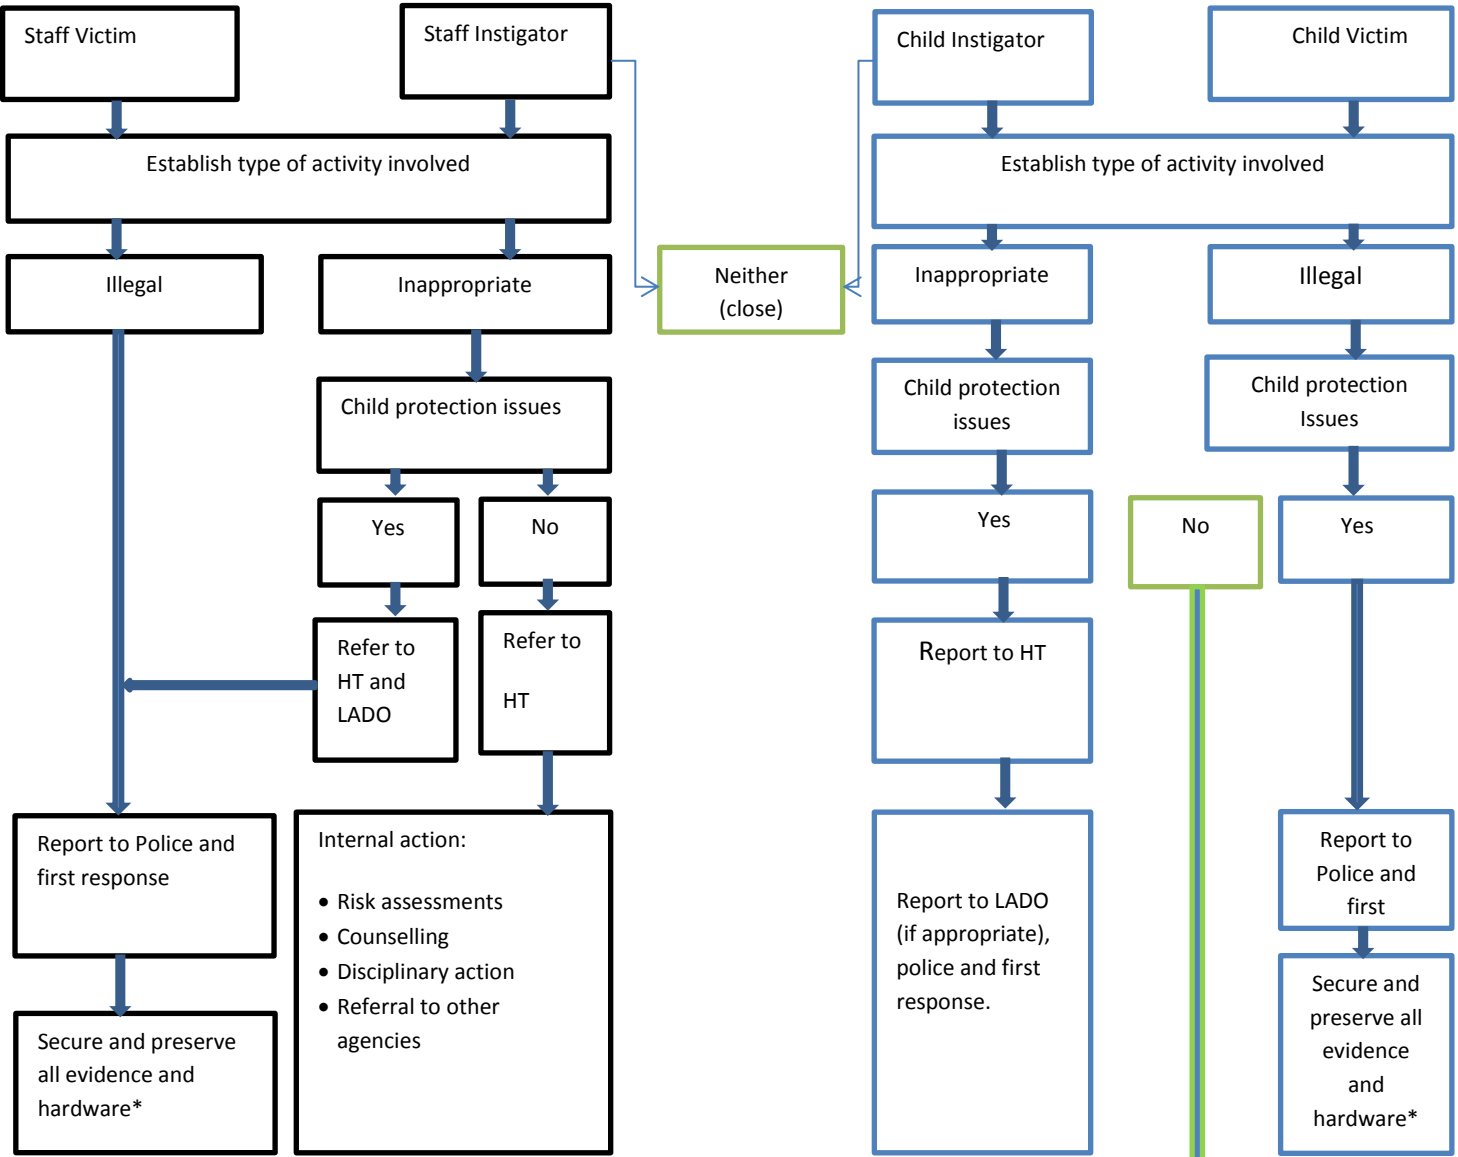 Staff Victim
Staff Instigator
Child Instigator
Child Victim
Establish type of activity involved
Establish type of activity involved
Illegal
Inappropriate
Neither
(close)
Inappropriate
Illegal
Child protection issues
Child protection
issues
Child protection
Issues
Yes
No
Yes
No
Yes
Refer to
HT and
LADO
Refer to
HT
Report to HT
Report to Police and
first response
Internal action:
• Risk assessments
• Counselling
• Disciplinary action
• Referral to other
agencies
Report to LADO
(if appropriate),
police and first
response.
Report to
Police and
first
Secure and preserve
all evidence and
hardware*
Secure and
preserve all
evidence
and
hardware*